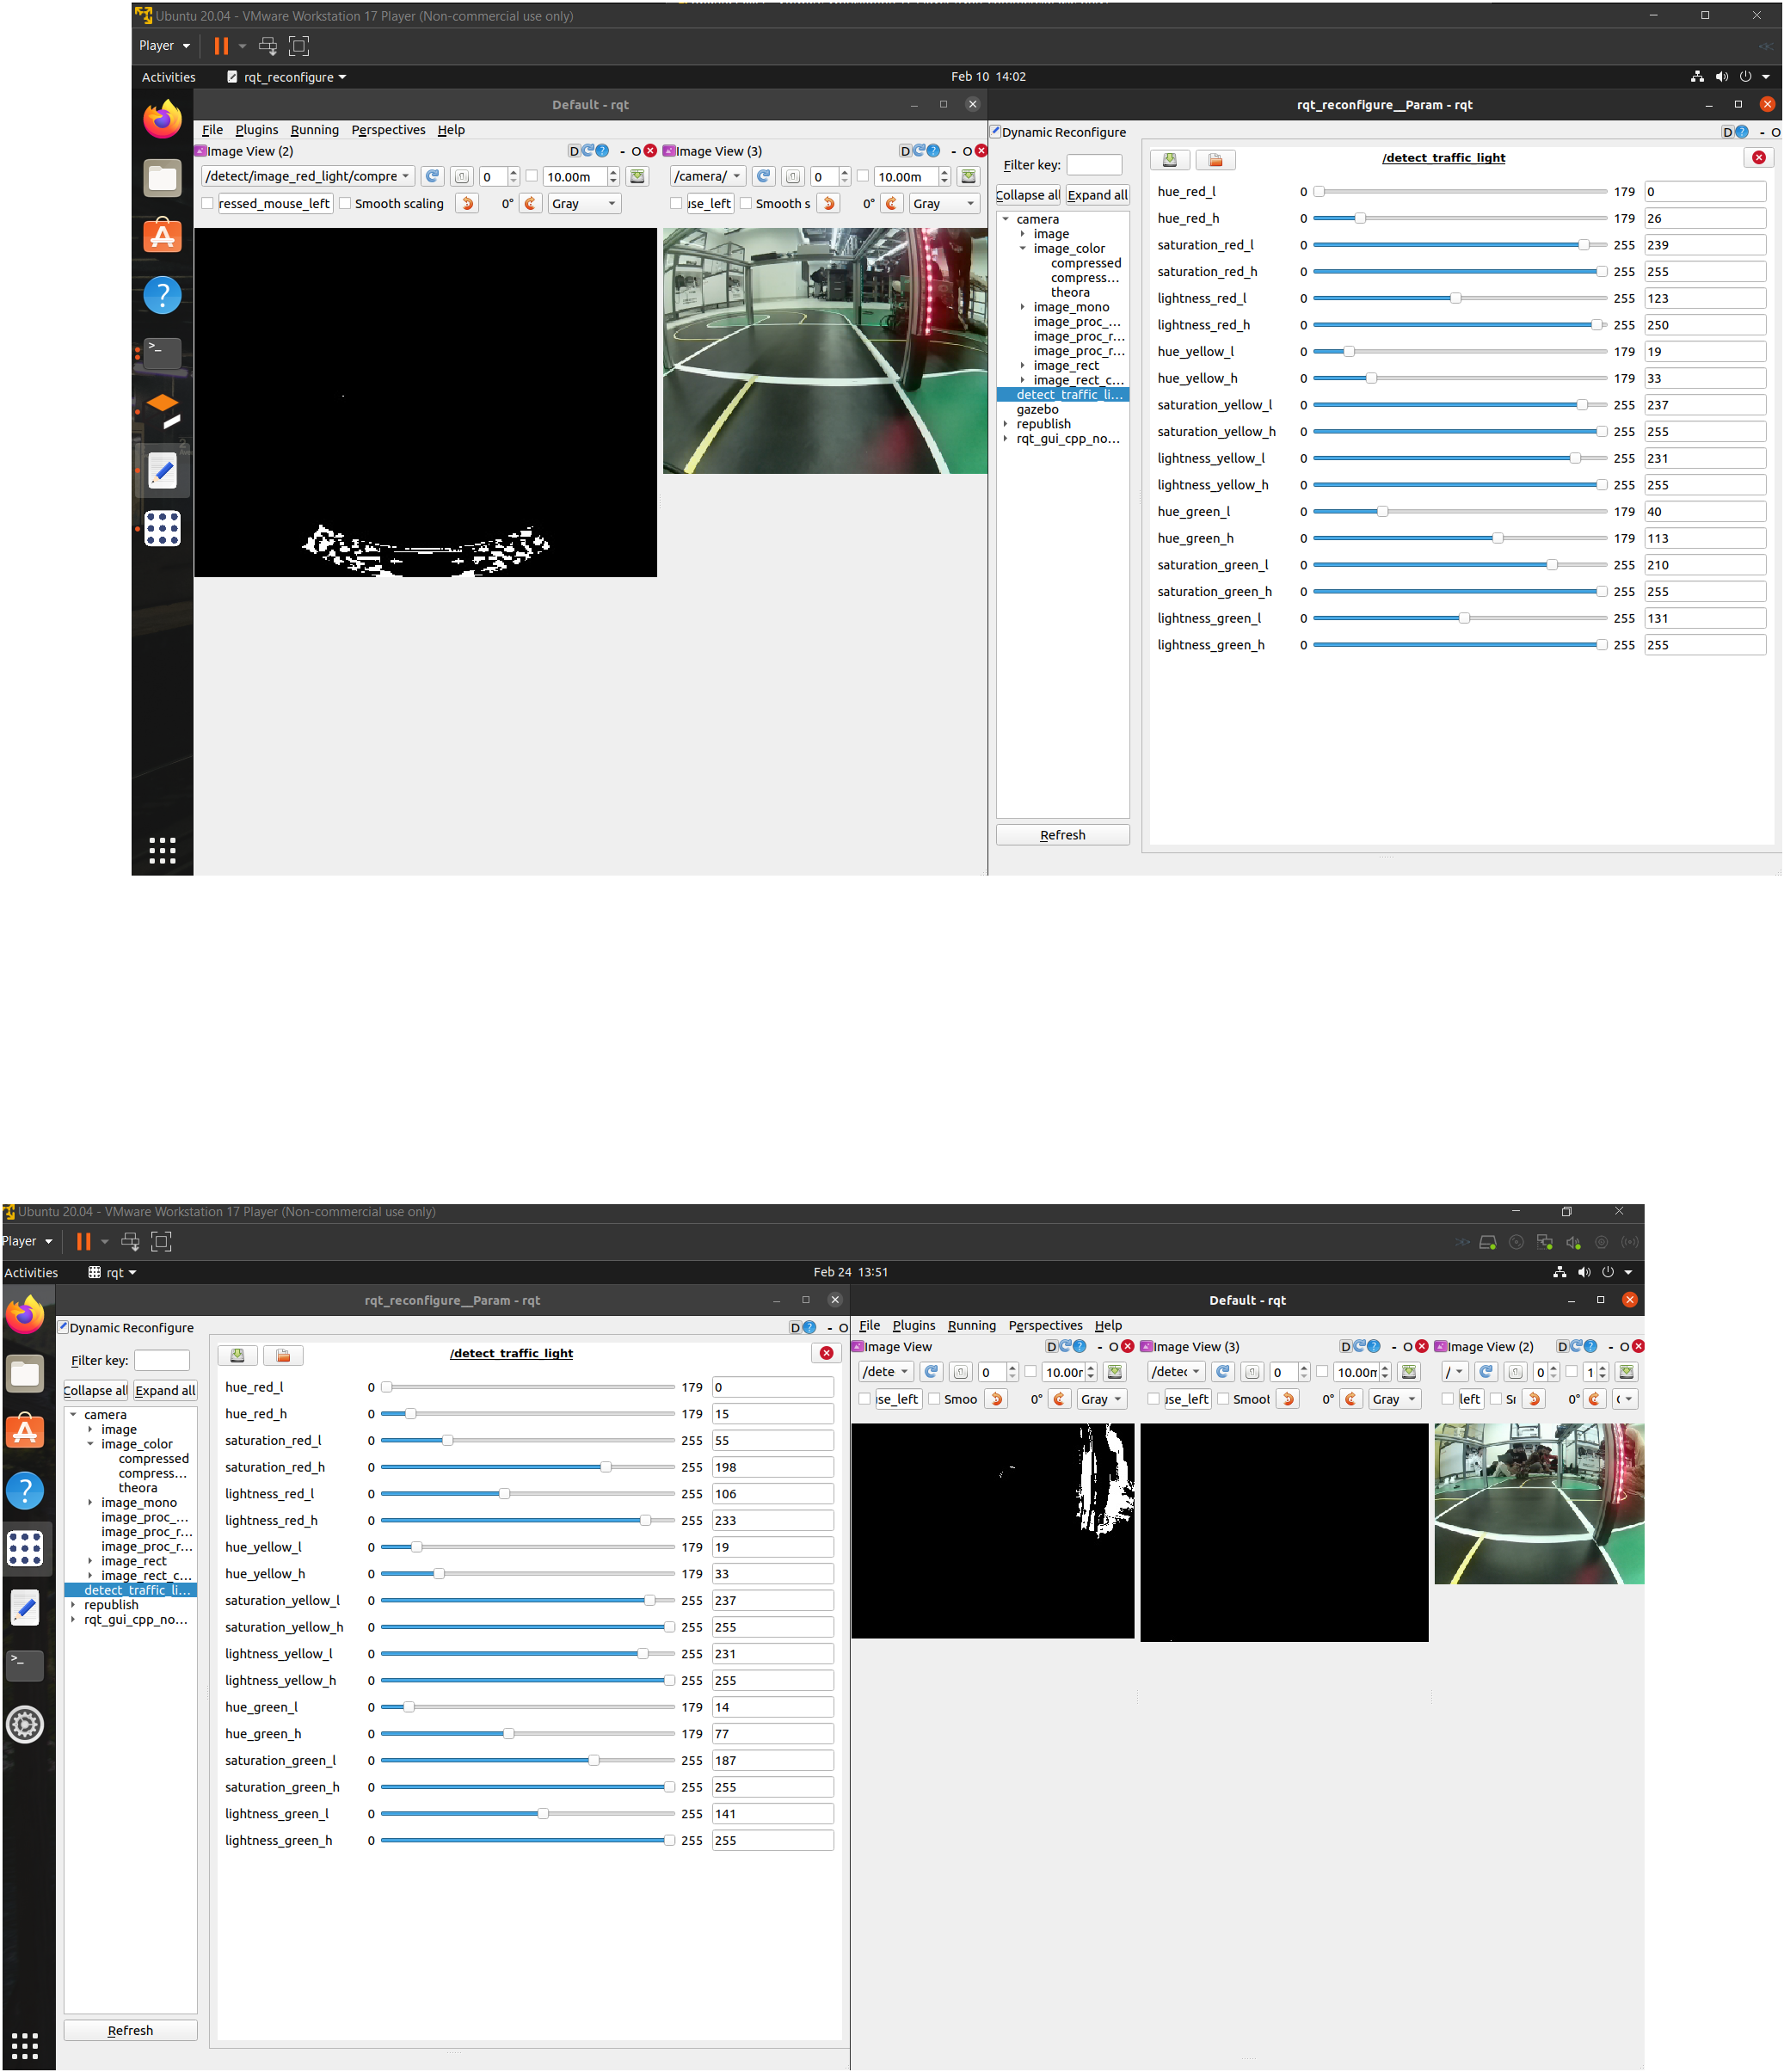 Ubuntu 20.04 - VMware Workstation 17 Player (Non-commercial use only)
Player
Activities rqt_reconfigure Feb 10 14:02
Default - rqt
File Plugins Running Perspectives Help
Image View (2) D - O
/detect/image_red_light/compre 0 10.00m
ressed_mouse_left Smooth scaling 0° Gray
Image View (3) D - O
/camera/ 0 10.00m
use_left Smooth s 0° Gray
rqt_reconfigure__Param - rqt
Dynamic Reconfigure D - O
Filter key:
Collapse all Expand all
camera
image
image_color
compressed
compress...
theora
image_mono
image_proc_...
image_proc_r...
image_proc_r...
image_rect
image_rect_c...
detect_traffic_li...
gazebo
republish
rqt_gui_cpp_no...
Refresh
/detect_traffic_light
hue_red_l 0 179 0
hue_red_h 0 179 26
saturation_red_l 0 255 239
saturation_red_h 0 255 255
lightness_red_l 0 255 123
lightness_red_h 0 255 250
hue_yellow_l 0 179 19
hue_yellow_h 0 179 33
saturation_yellow_l 0 255 237
saturation_yellow_h 0 255 255
lightness_yellow_l 0 255 231
lightness_yellow_h 0 255 255
hue_green_l 0 179 40
hue_green_h 0 179 113
saturation_green_l 0 255 210
saturation_green_h 0 255 255
lightness_green_l 0 255 131
lightness_green_h 0 255 255
Ubuntu 20.04 - VMware Workstation 17 Player (Non-commercial use only)
Player
Activities rqt Feb 24 13:51
rqt_reconfigure__Param - rqt
Dynamic Reconfigure D - O
Filter key:
Collapse all Expand all
camera
image
image_color
compressed
compress...
theora
image_mono
image_proc_...
image_proc_r...
image_proc_r...
image_rect
image_rect_c...
detect_traffic_li...
republish
rqt_gui_cpp_no...
Refresh
/detect_traffic_light
hue_red_l 0 179 0
hue_red_h 0 179 15
saturation_red_l 0 255 55
saturation_red_h 0 255 198
lightness_red_l 0 255 106
lightness_red_h 0 255 233
hue_yellow_l 0 179 19
hue_yellow_h 0 179 33
saturation_yellow_l 0 255 237
saturation_yellow_h 0 255 255
lightness_yellow_l 0 255 231
lightness_yellow_h 0 255 255
hue_green_l 0 179 14
hue_green_h 0 179 77
saturation_green_l 0 255 187
saturation_green_h 0 255 255
lightness_green_l 0 255 141
lightness_green_h 0 255 255
Default - rqt
File Plugins Running Perspectives Help
Image View D - O
/dete 0 10.00r
use_left Smoo 0° Gray
Image View (3) D - O
/detec 0 10.00m
use_left Smoot 0° Gray
Image View (2) D - O
/ 0 1
left 0°